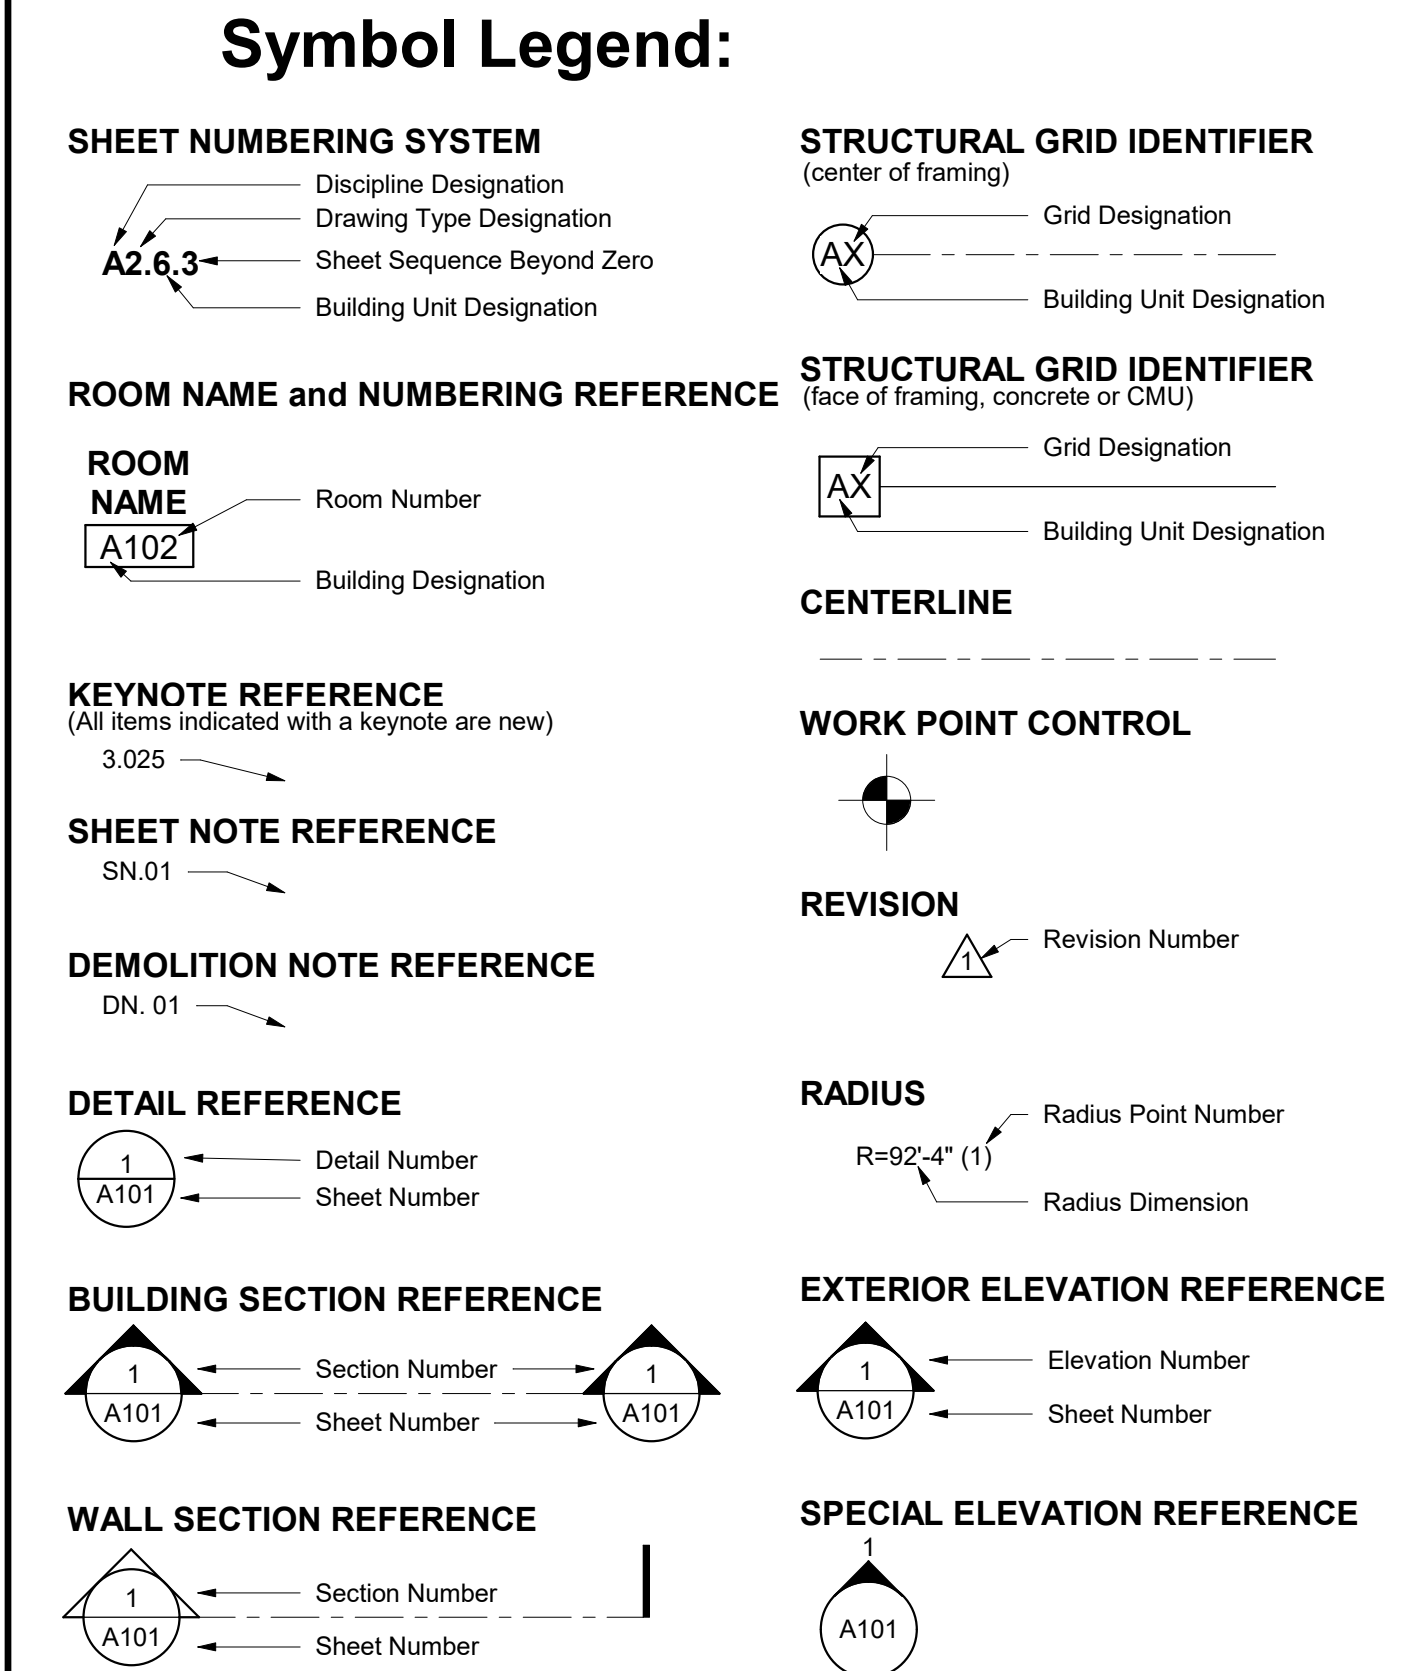 Symbol Legend:
SHEET NUMBERING SYSTEM
Discipline Designation
Drawing Type Designation
A2.6.3
Sheet Sequence Beyond Zero
Building Unit Designation
ROOM NAME and NUMBERING REFERENCE
ROOM
NAME
Room Number
A102
Building Designation
KEYNOTE REFERENCE
(All items indicated with a keynote are new)
3.025
SHEET NOTE REFERENCE
SN.01
DEMOLITION NOTE REFERENCE
DN. 01
DETAIL REFERENCE
1
Detail Number
A101
Sheet Number
BUILDING SECTION REFERENCE
1
Section Number
1
A101
Sheet Number
A101
WALL SECTION REFERENCE
1
Section Number
A101
Sheet Number
STRUCTURAL GRID IDENTIFIER
(center of framing)
Grid Designation
AX
Building Unit Designation
STRUCTURAL GRID IDENTIFIER
(face of framing, concrete or CMU)
Grid Designation
AX
Building Unit Designation
CENTERLINE
WORK POINT CONTROL
REVISION
Revision Number
1
RADIUS
Radius Point Number
R=92'-4" (1)
Radius Dimension
EXTERIOR ELEVATION REFERENCE
1
Elevation Number
A101
Sheet Number
SPECIAL ELEVATION REFERENCE
1
A101